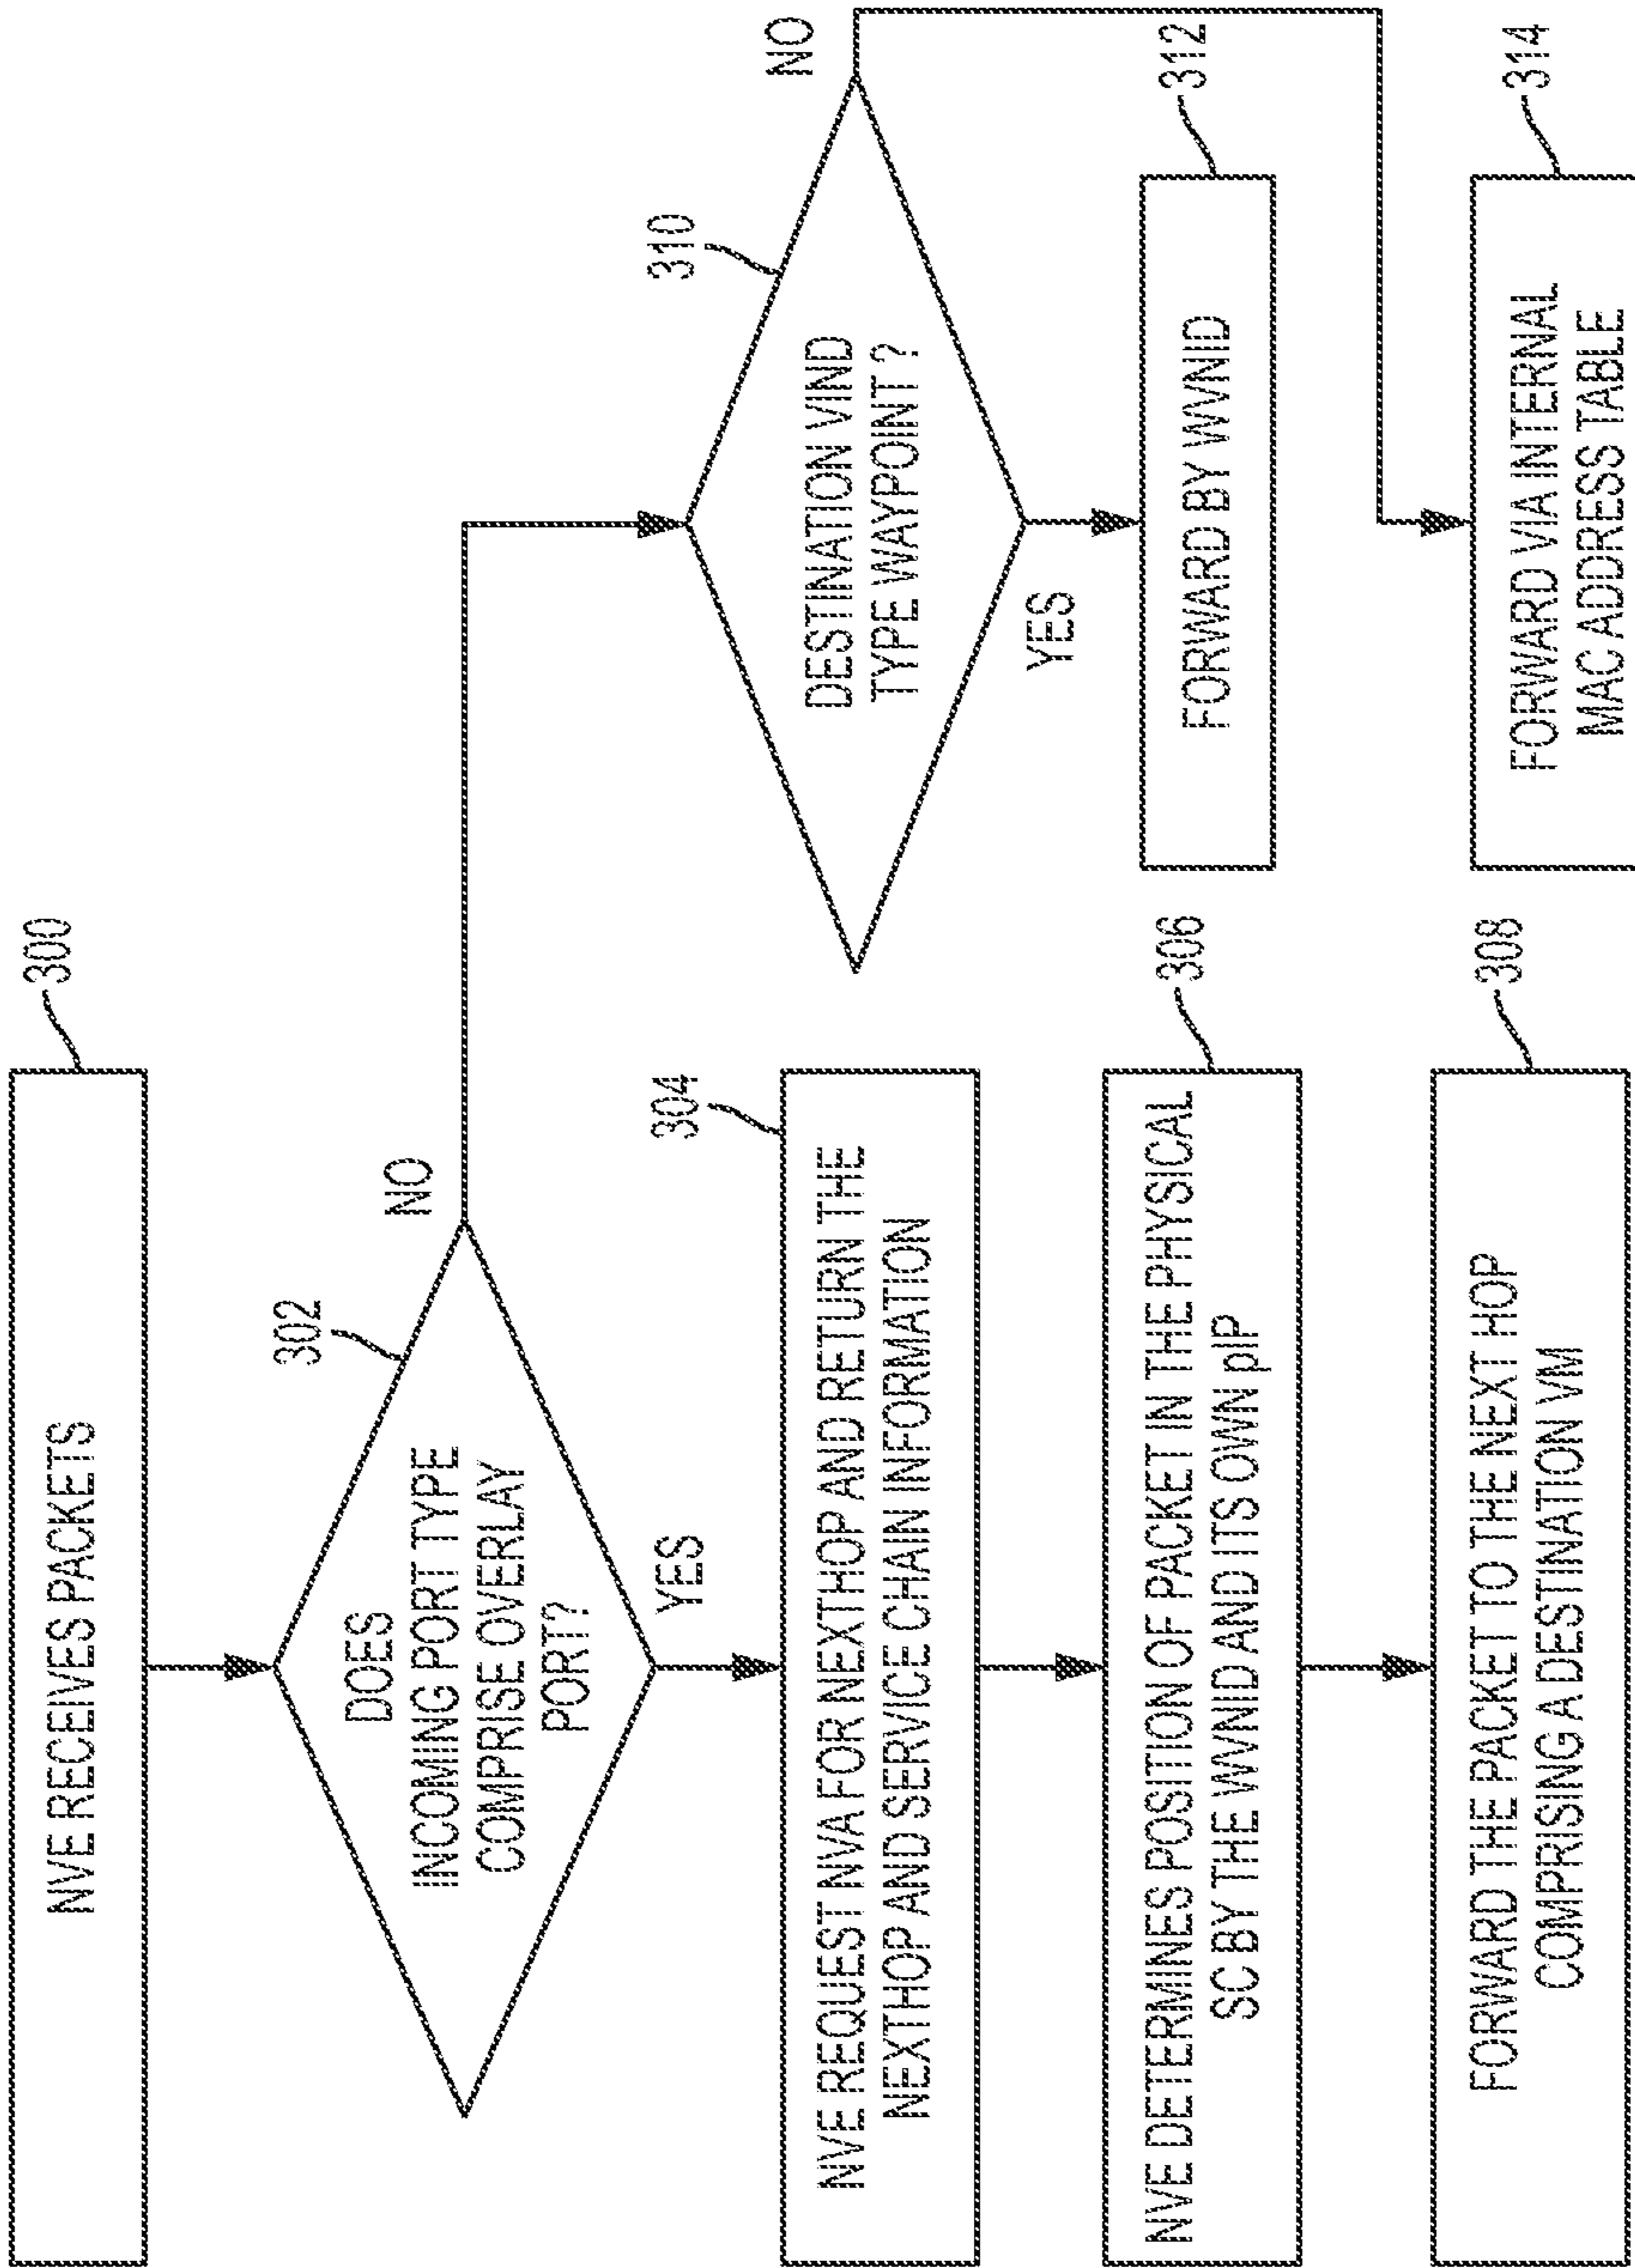 NVE RECEIVES PACKETS
300
DOES
INCOMING PORT TYPE
COMPRISE OVERLAY
PORT?
302
NO
YES
NVE REQUEST NVA FOR NEXTHOP AND RETURN THE
NEXTHOP AND SERVICE CHAIN INFORMATION
304
NVE DETERMINES POSITION OF PACKET IN THE PHYSICAL
SC BY THE WVNID AND ITS OWN pIP
306
FORWARD THE PACKET TO THE NEXT HOP
COMPRISING A DESTINATION VM
308
DESTINATION VIND
TYPE WAYPOINT ?
310
NO
YES
FORWARD BY WVNID
312
FORWARD VIA INTERNAL
MAC ADDRESS TABLE
314